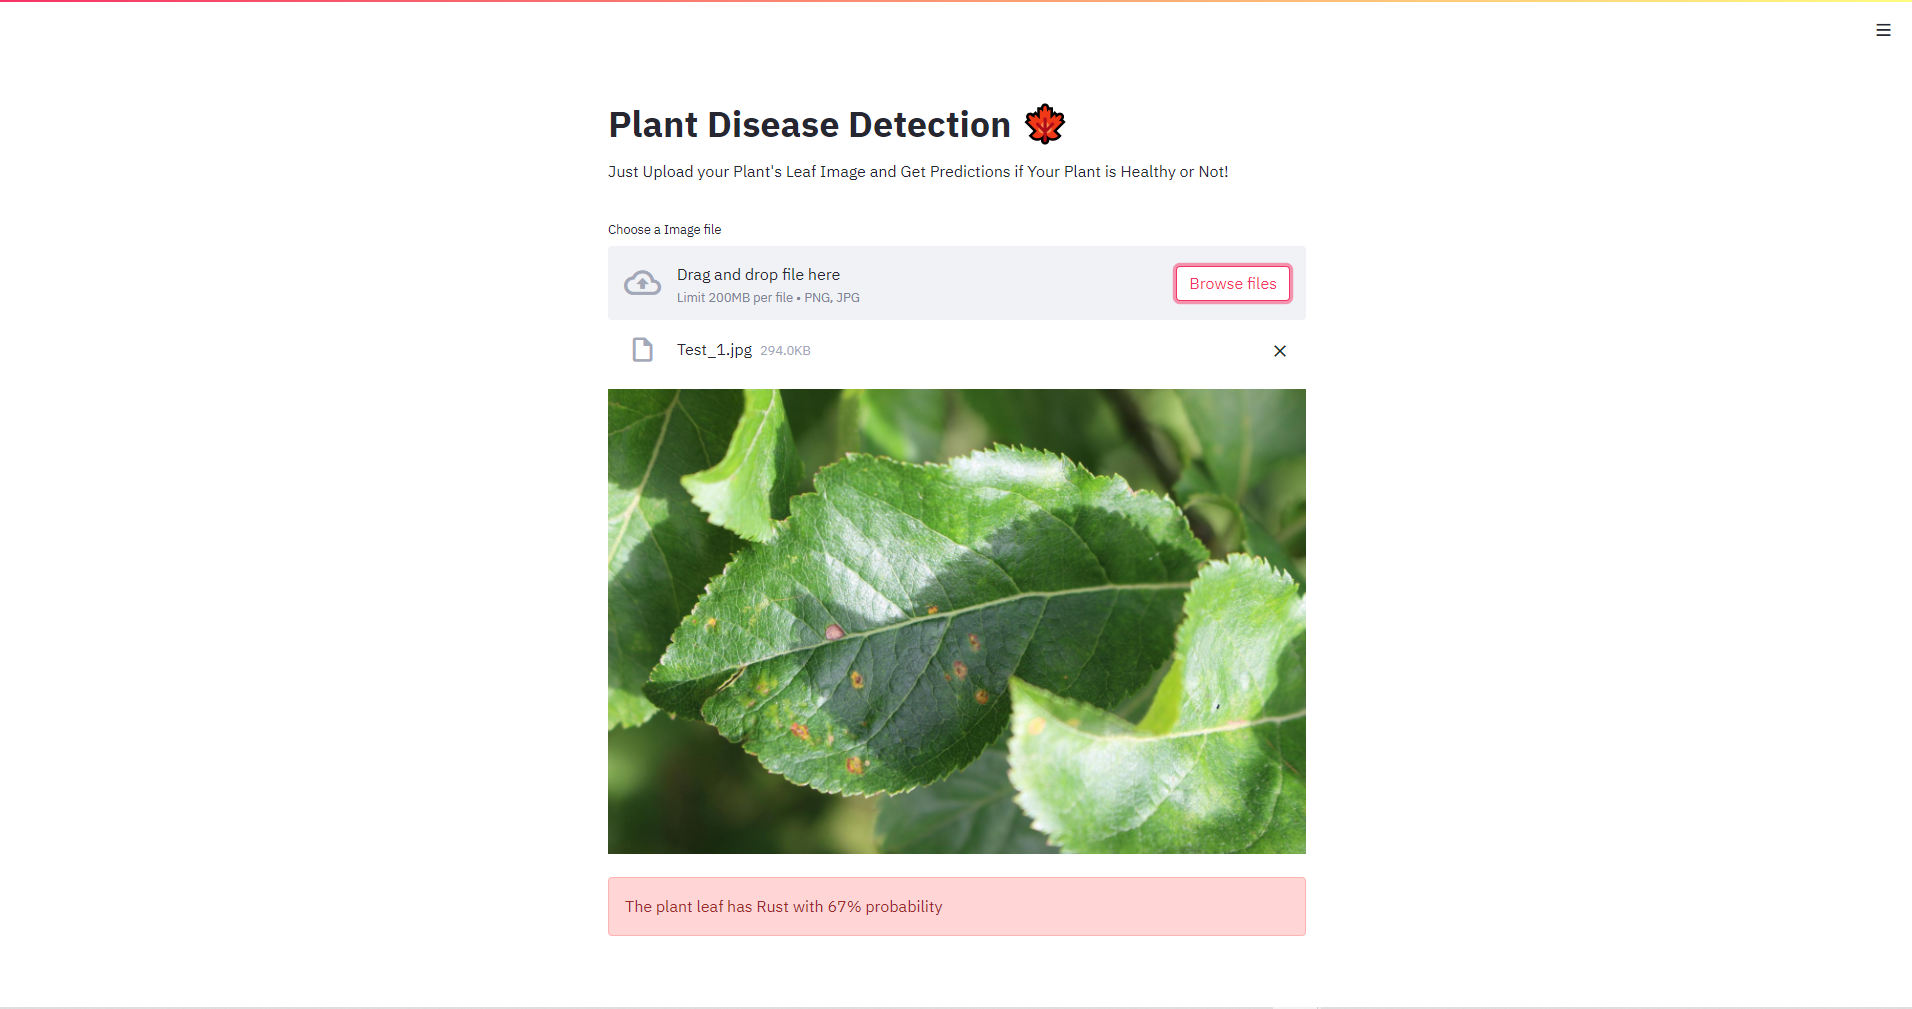 Plant Disease Detection 🍁
Just Upload your Plant's Leaf Image and Get Predictions if Your Plant is Healthy or Not!
Choose a Image file
Drag and drop file here
Limit 200MB per file • PNG, JPG
Browse files
Test_1.jpg 294.0KB
The plant leaf has Rust with 67% probability